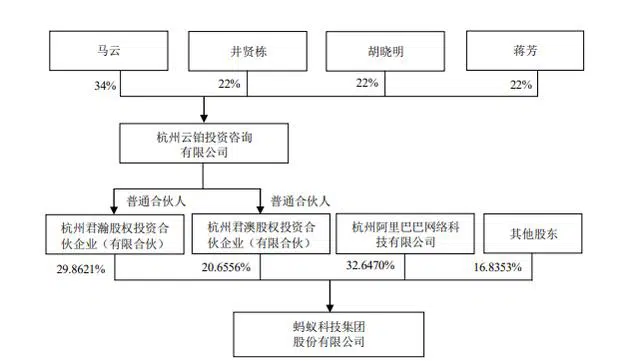 马云
井贤栋
胡晓明
蒋芳
34%
22%
22%
22%
杭州云铂投资咨询
有限公司
普通合伙人
普通合伙人
杭州君瀚股权投资合
伙企业（有限合伙）
杭州君澳股权投资合
伙企业（有限合伙）
杭州阿里巴巴网络科
技有限公司
其他股东
29.8621%
20.6556%
32.6470%
16.8353%
蚂蚁科技集团
股份有限公司